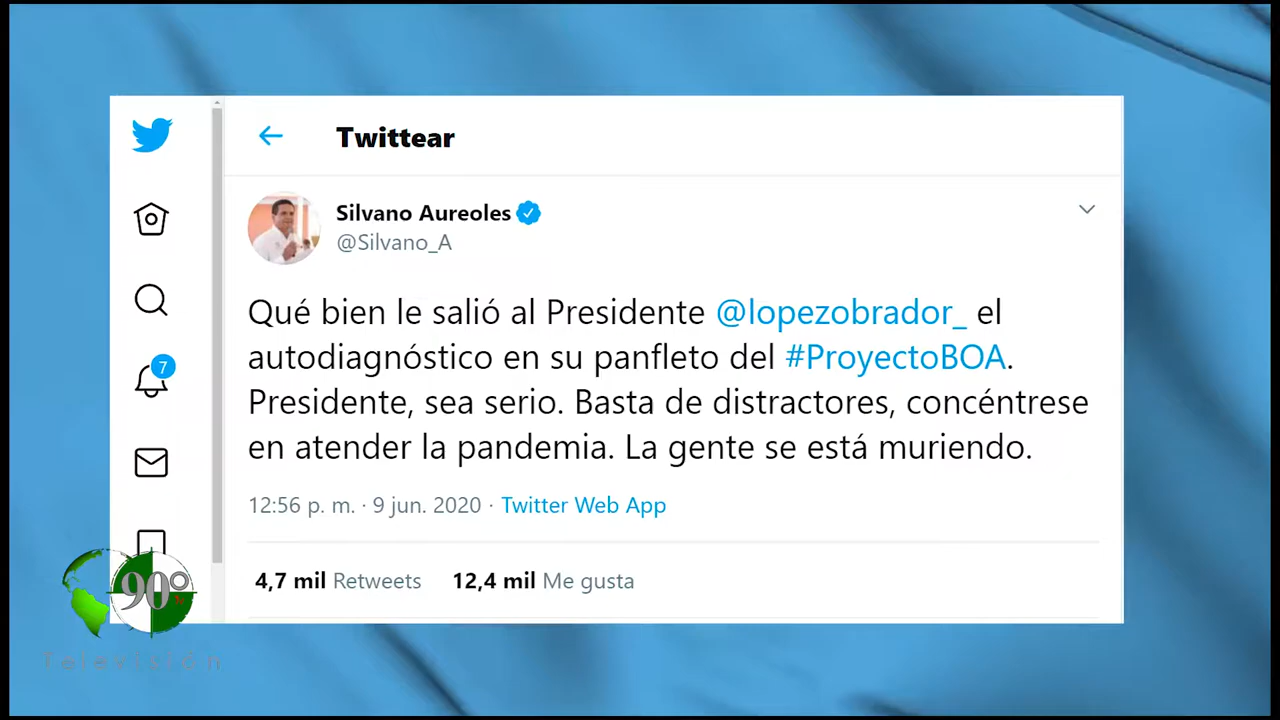 Twittear
Silvano Aureoles
@Silvano_A
Qué bien le salió al Presidente @lopezobrador_ el
autodiagnóstico en su panfleto del #ProyectoBOA.
Presidente, sea serio. Basta de distractores, concéntrese
en atender la pandemia. La gente se está muriendo.
12:56 p. m. · 9 jun. 2020 · Twitter Web App
4,7 mil Retweets 12,4 mil Me gusta
7
90°
Televisión